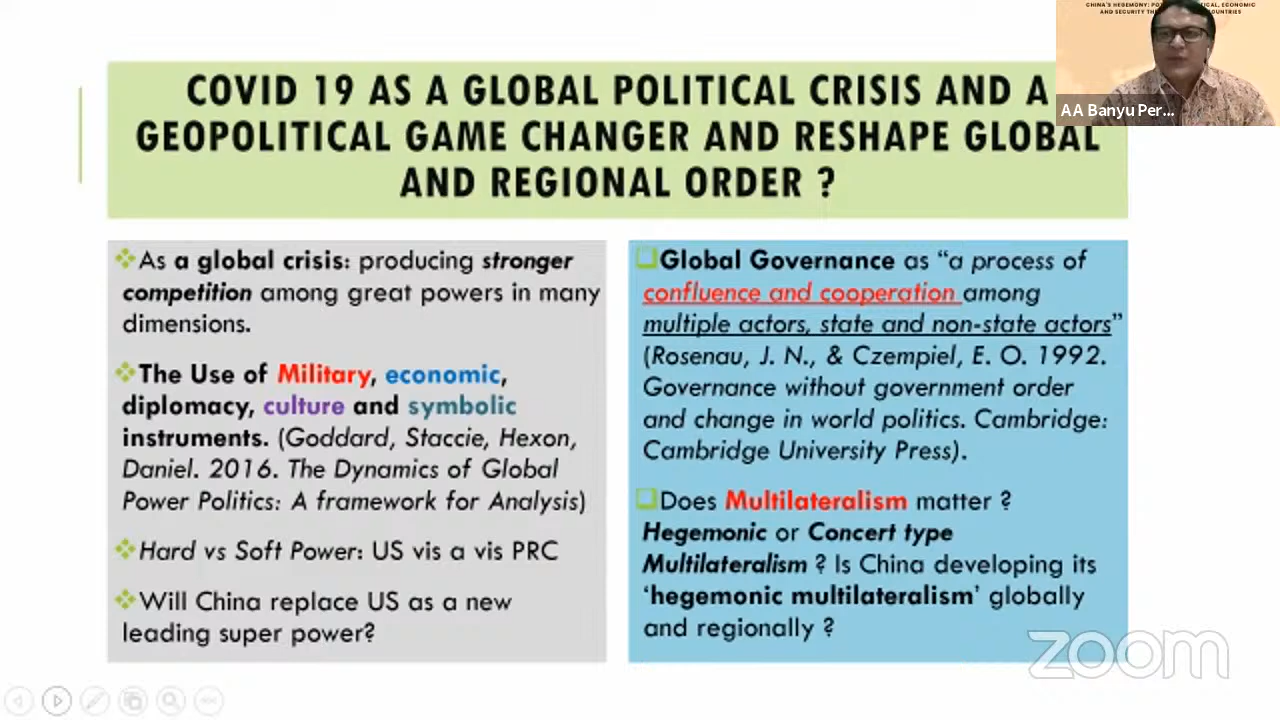 CHINA'S HEGEMONY: ECONOMIC
AND SECURITY
AA Banyu Per...
COVID 19 AS A GLOBAL POLITICAL CRISIS AND A
GEOPOLITICAL GAME CHANGER AND RESHAPE GLOBAL
AND REGIONAL ORDER ?
As a global crisis: producing stronger
competition among great powers in many
dimensions.
The Use of Military, economic,
diplomacy, culture and symbolic
instruments. (Goddard, Staccie, Hexon,
Daniel. 2016. The Dynamics of Global
Power Politics: A framework for Analysis)
Hard vs Soft Power: US vis a vis PRC
Will China replace US as a new
leading super power?
Global Governance as “a process of
confluence and cooperation among
multiple actors, state and non-state actors”
(Rosenau, J. N., & Czempiel, E. O. 1992.
Governance without government order
and change in world politics. Cambridge:
Cambridge University Press).
Does Multilateralism matter ?
Hegemonic or Concert type
Multilateralism ? Is China developing its
‘hegemonic multilateralism’ globally
and regionally ?
zoom